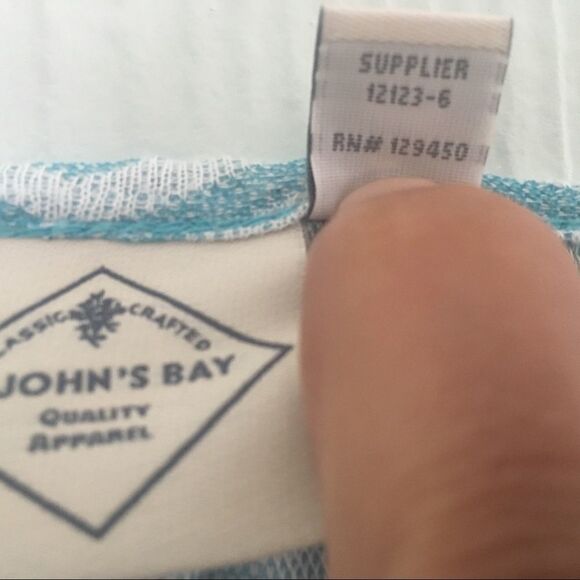 SUPPLIER
12123-6
RN# 129450
CLASSIC CRAFTED
JOHN'S BAY
QUALITY
APPAREL